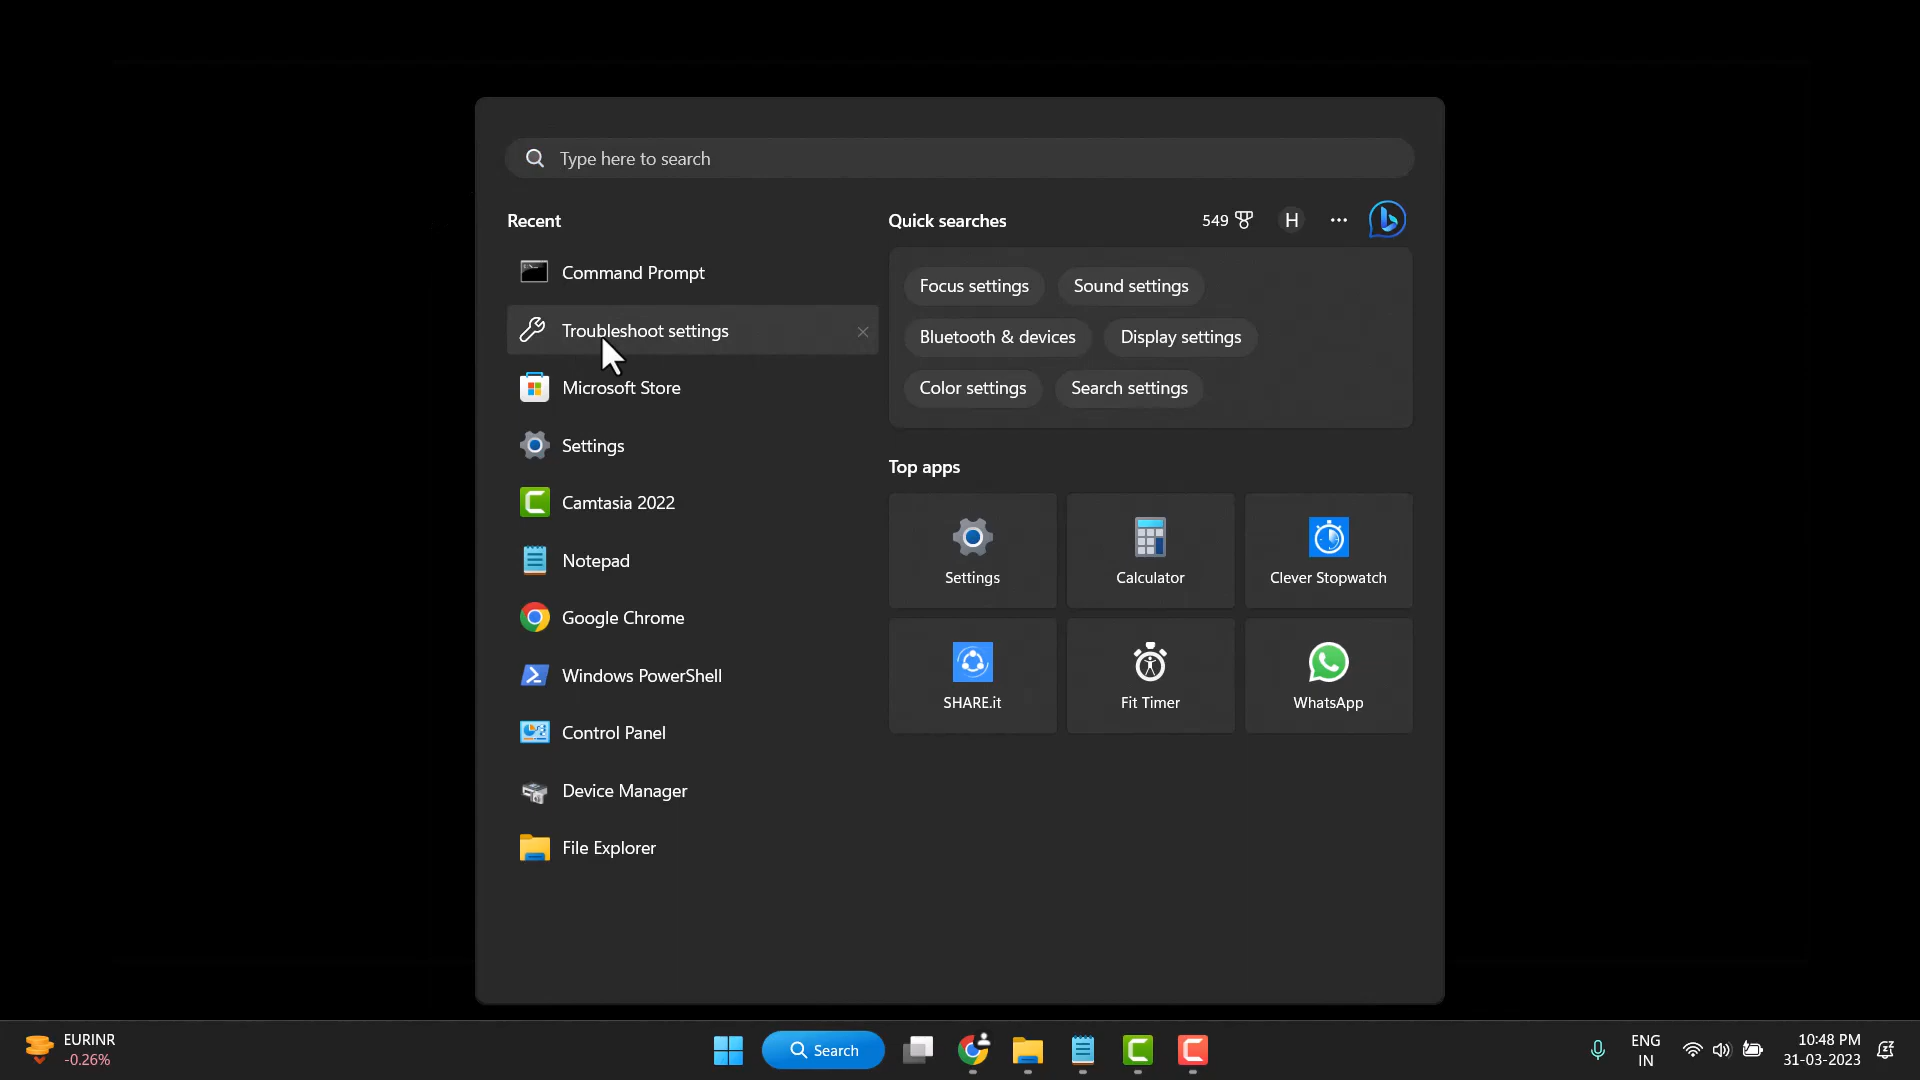 Type here to search
Recent
Command Prompt
Troubleshoot settings
Microsoft Store
Settings
Camtasia 2022
Notepad
Google Chrome
Windows PowerShell
Control Panel
Device Manager
File Explorer
Quick searches
549
H
Focus settings
Sound settings
Bluetooth & devices
Display settings
Color settings
Search settings
Top apps
Settings
Calculator
Clever Stopwatch
SHARE.it
Fit Timer
WhatsApp
EURINR
-0.26%
Search
ENG
IN
10:48 PM
31-03-2023